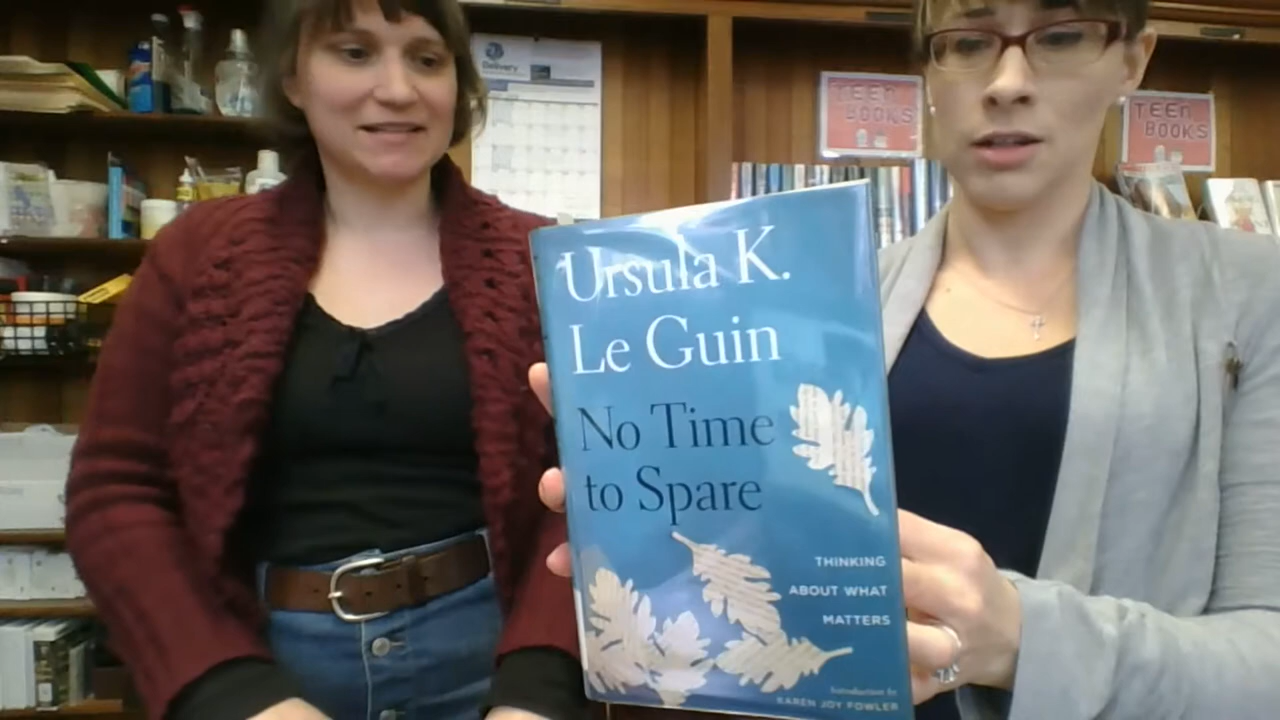 Delivery
TEEN
BOOKS
TEEN
BOOKS
Ursula K.
Le Guin
No Time
to Spare
THINKING
ABOUT WHAT
MATTERS
Introduction by
KAREN JOY FOWLER